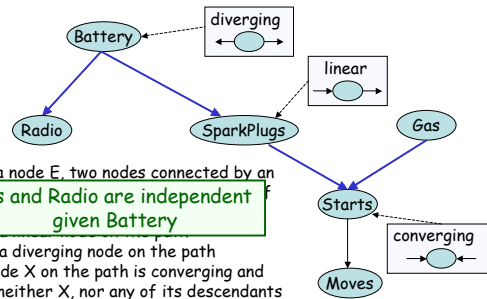 diverging
Battery
linear
Radio
SparkPlugs
Gas
a node E, two nodes connected by an
s and Radio are independent
given Battery
Starts
a diverging node on the path
converging
de X on the path is converging and
neither X, nor any of its descendants
Moves